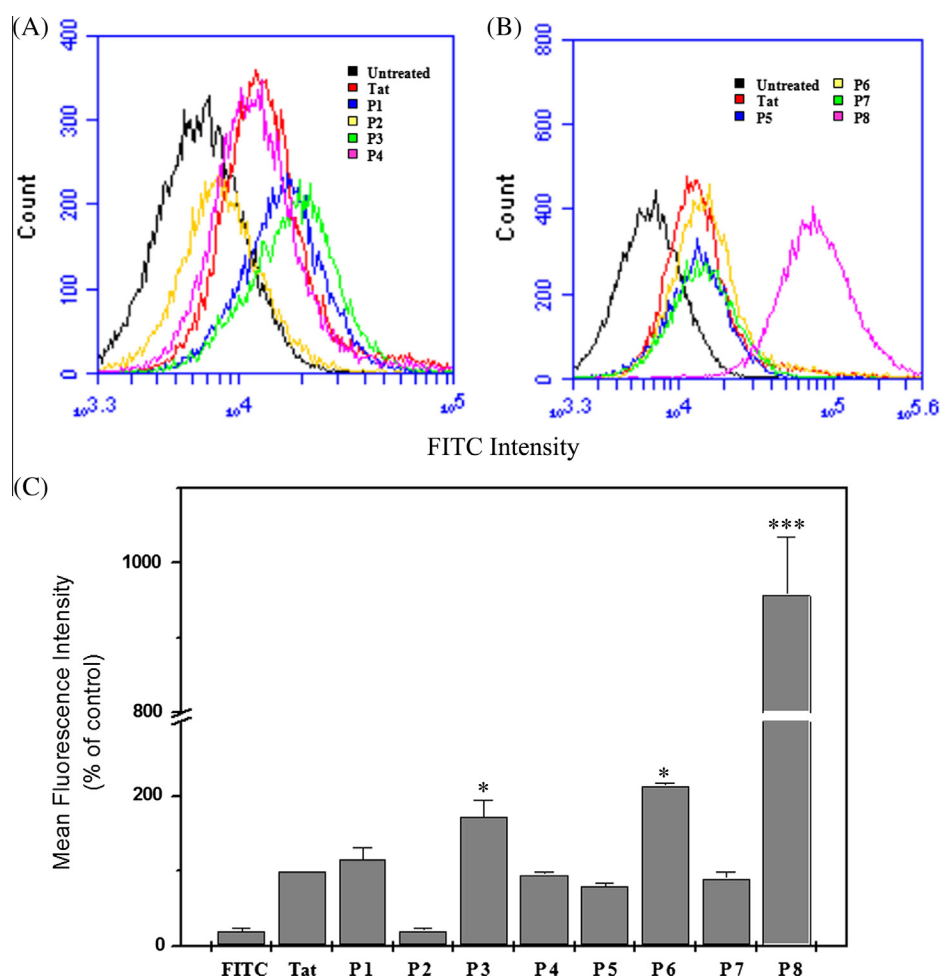 (A)
400
300
200
100
0
Count
Untreated
Tat
P1
P2
P3
P4
10^3.3
10^4
10^5
(B)
800
600
400
200
0
Count
Untreated
Tat
P5
P6
P7
P8
10^3.3
10^4
10^5
10^5.6
FITC Intensity
(C)
Mean Fluorescence Intensity
(% of control)
1000
800
200
0
*
*
***
FITC Tat P1 P2 P3 P4 P5 P6 P7 P8